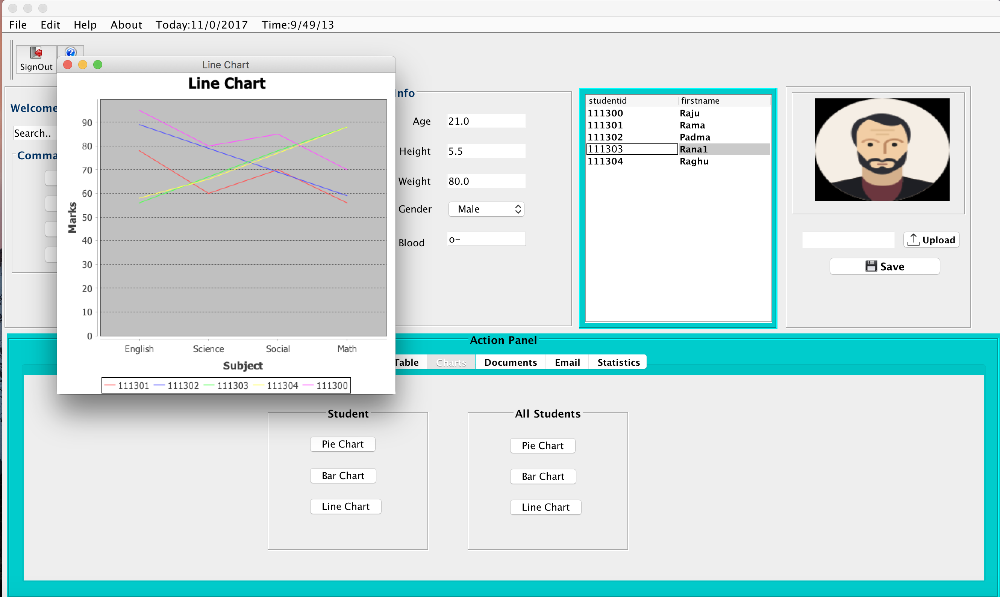 File Edit Help About Today:11/0/2017 Time:9/49/13
SignOut
Line Chart
Line Chart
90
80
70
60
50
40
30
20
10
0
Marks
English Science Social Math
Subject
111301 111302 111303 111304 111300
Welcome
Search..
Comma
nfo
Age 21.0
Height 5.5
Weight 80.0
Gender Male
Blood o-
studentid firstname
111300 Raju
111301 Rama
111302 Padma
111303 Rana1
111304 Raghu
Upload
Save
Action Panel
Table Charts Documents Email Statistics
Student
Pie Chart
Bar Chart
Line Chart
All Students
Pie Chart
Bar Chart
Line Chart